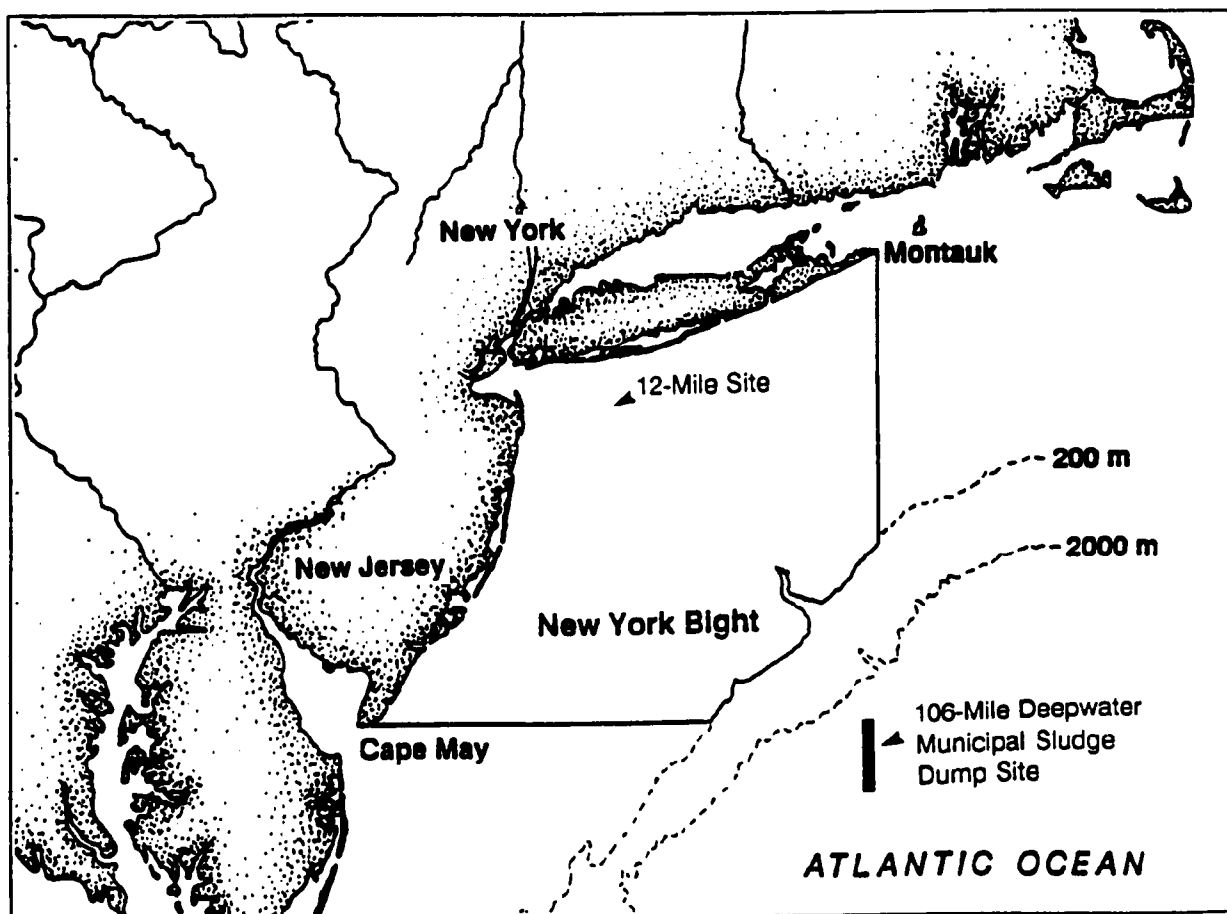 New York
Montauk
12-Mile Site
200 m
2000 m
New Jersey
New York Bight
Cape May
106-Mile Deepwater
Municipal Sludge
Dump Site
ATLANTIC OCEAN